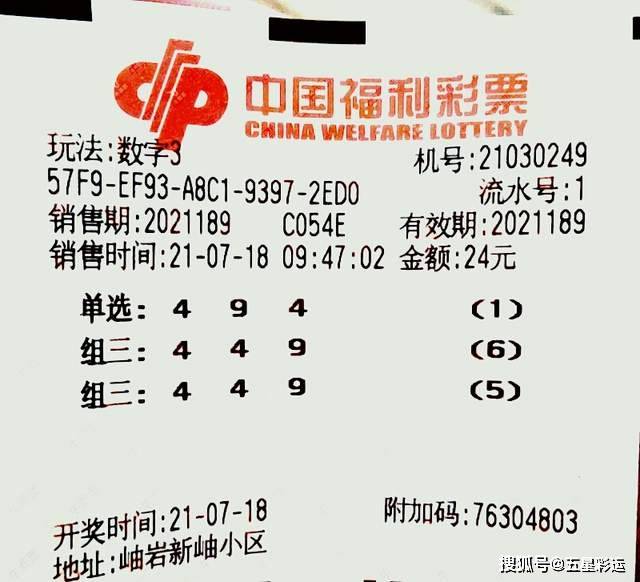 中国福利彩票
CHINA WELFARE LOTTERY
玩法:数字3 机号:21030249
57F9-EF93-A8C1-9397-2ED0 流水号:1
销售期:2021189 C054E 有效期:2021189
销售时间:21-07-18 09:47:02 金额:24元
单选: 4 9 4 (1)
组三: 4 4 9 (6)
组三: 4 4 9 (5)
开奖时间:21-07-18 附加码:76304803
地址:岫岩新岫小区
搜狐号@五星彩运